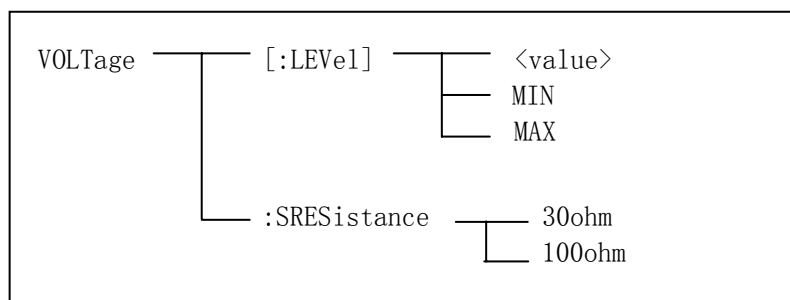 VOLTage [:LEVel] <value>
MIN
MAX
:SRESistance 30ohm
100ohm